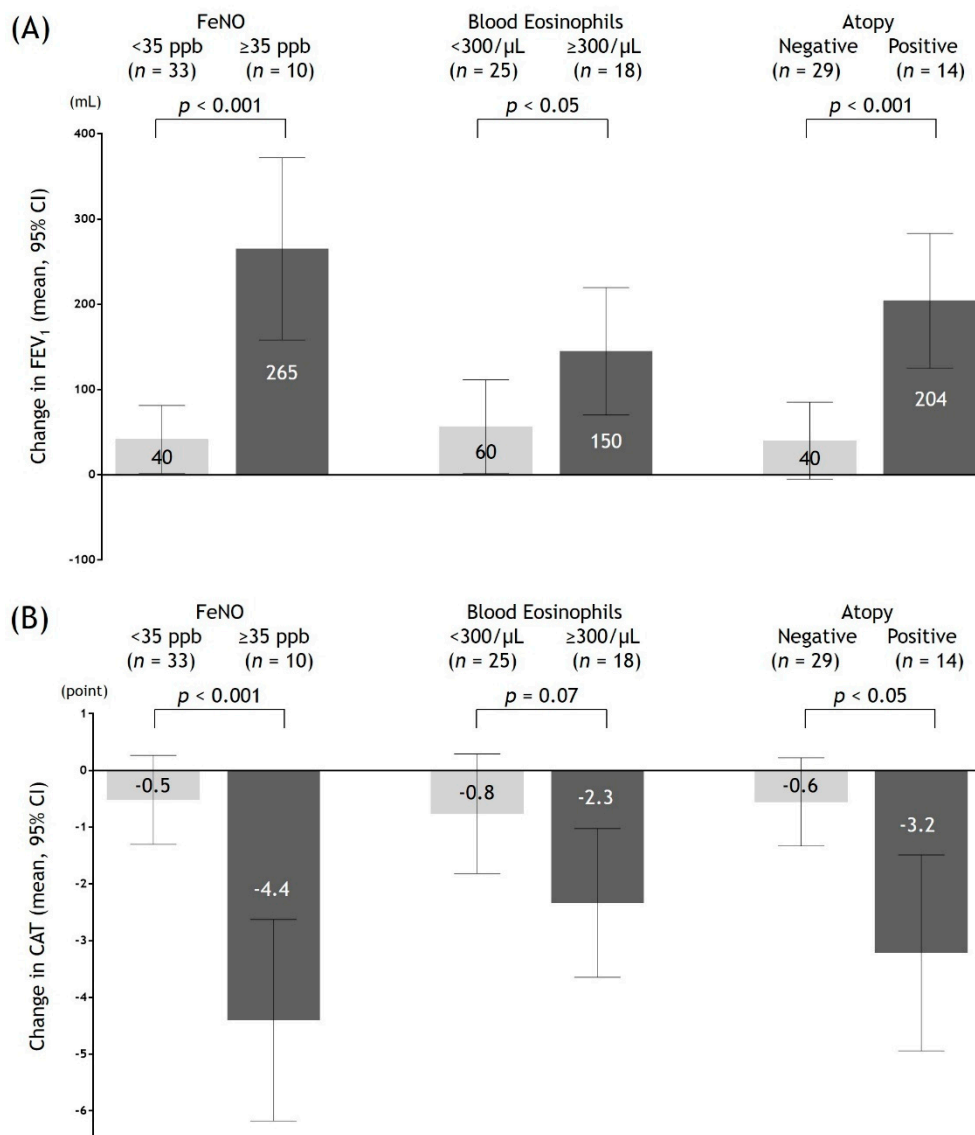 (A)
FeNO
<35 ppb
(n = 33)
≥35 ppb
(n = 10)
Blood Eosinophils
<300/μL
(n = 25)
≥300/μL
(n = 18)
Atopy
Negative
(n = 29)
Positive
(n = 14)
(mL)
p < 0.001
p < 0.05
p < 0.001
Change in FEV₁ (mean, 95% CI)
400
300
200
100
0
-100
40
265
60
150
40
204
(B)
FeNO
<35 ppb
(n = 33)
≥35 ppb
(n = 10)
Blood Eosinophils
<300/μL
(n = 25)
≥300/μL
(n = 18)
Atopy
Negative
(n = 29)
Positive
(n = 14)
(point)
p < 0.001
p = 0.07
p < 0.05
Change in CAT (mean, 95% CI)
1
0
-1
-2
-3
-4
-5
-6
-0.5
-4.4
-0.8
-2.3
-0.6
-3.2